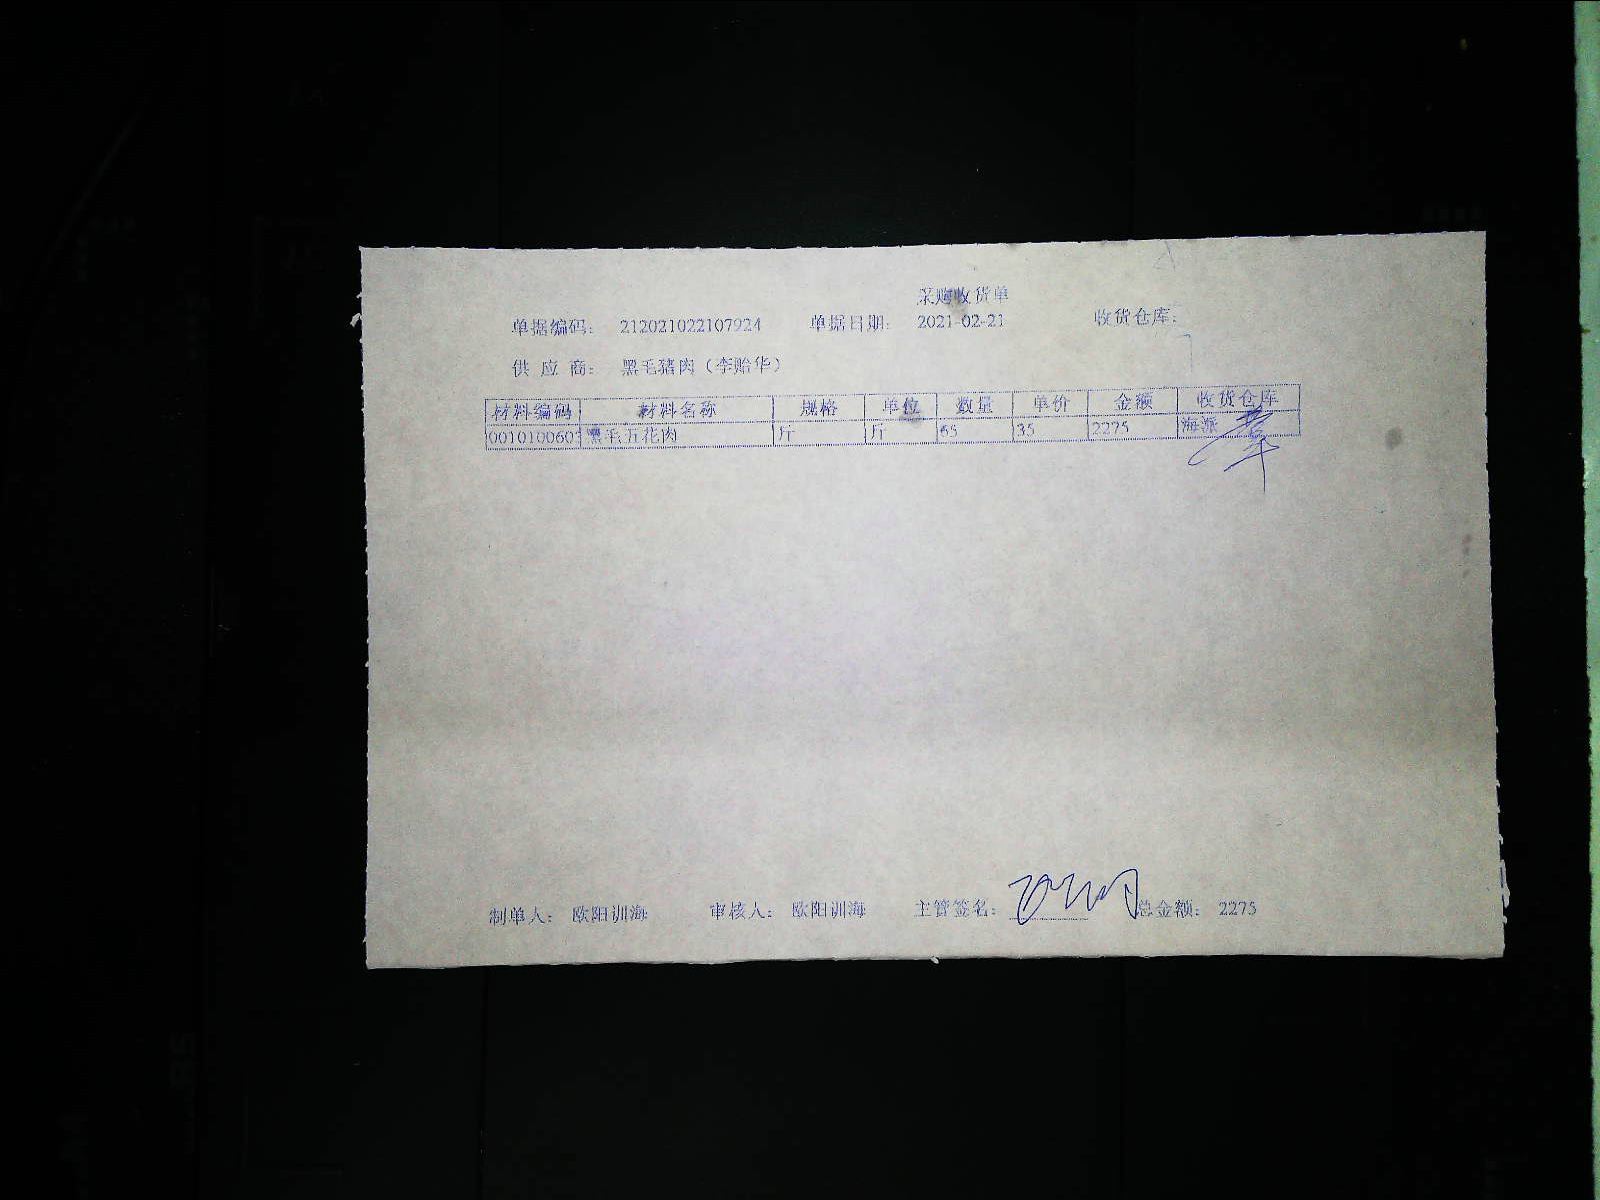 采购收货单
单据编码： 212021022107924 单据日期： 2021-02-21 收货仓库：
供 应 商： 黑毛猪肉（李贻华）
材料编码 材料名称 规格 单位 数量 单价 金额 收货仓库
001010060 黑毛五花肉 斤 斤 65 35 2275 海派
制单人： 欧阳训海 审核人： 欧阳训海 主管签名： 总金额： 2275